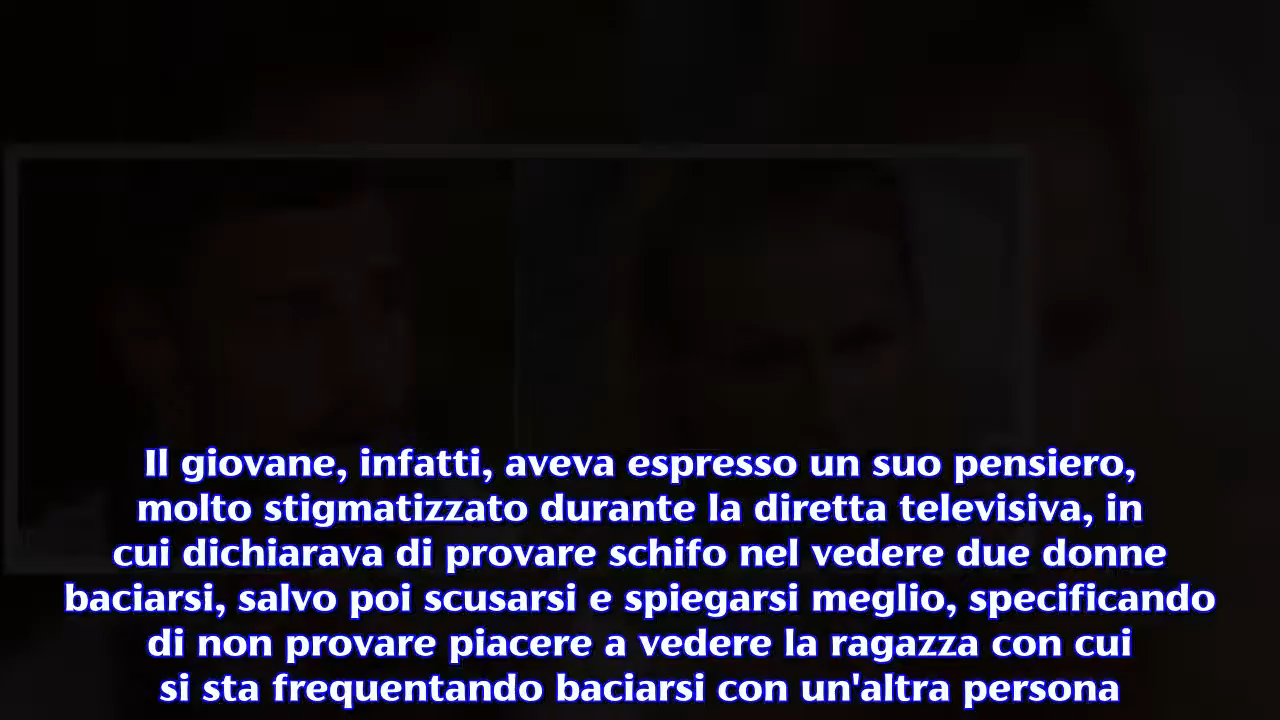 Il giovane, infatti, aveva espresso un suo pensiero,
molto stigmatizzato durante la diretta televisiva, in
cui dichiarava di provare schifo nel vedere due donne
baciarsi, salvo poi scusarsi e spiegarsi meglio, specificando
di non provare piacere a vedere la ragazza con cui
si sta frequentando baciarsi con un'altra persona